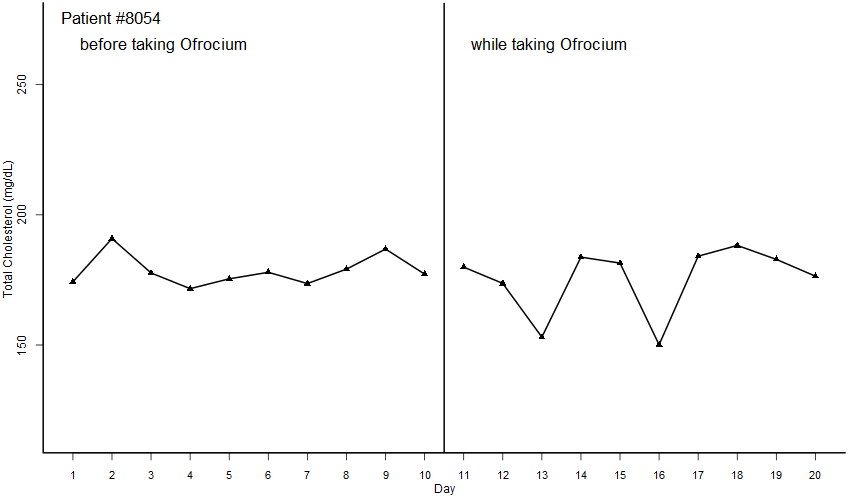 Patient #8054
before taking Ofrocium
while taking Ofrocium
Total Cholesterol (mg/dL)
250
200
150
1 2 3 4 5 6 7 8 9 10 11 12 13 14 15 16 17 18 19 20
Day